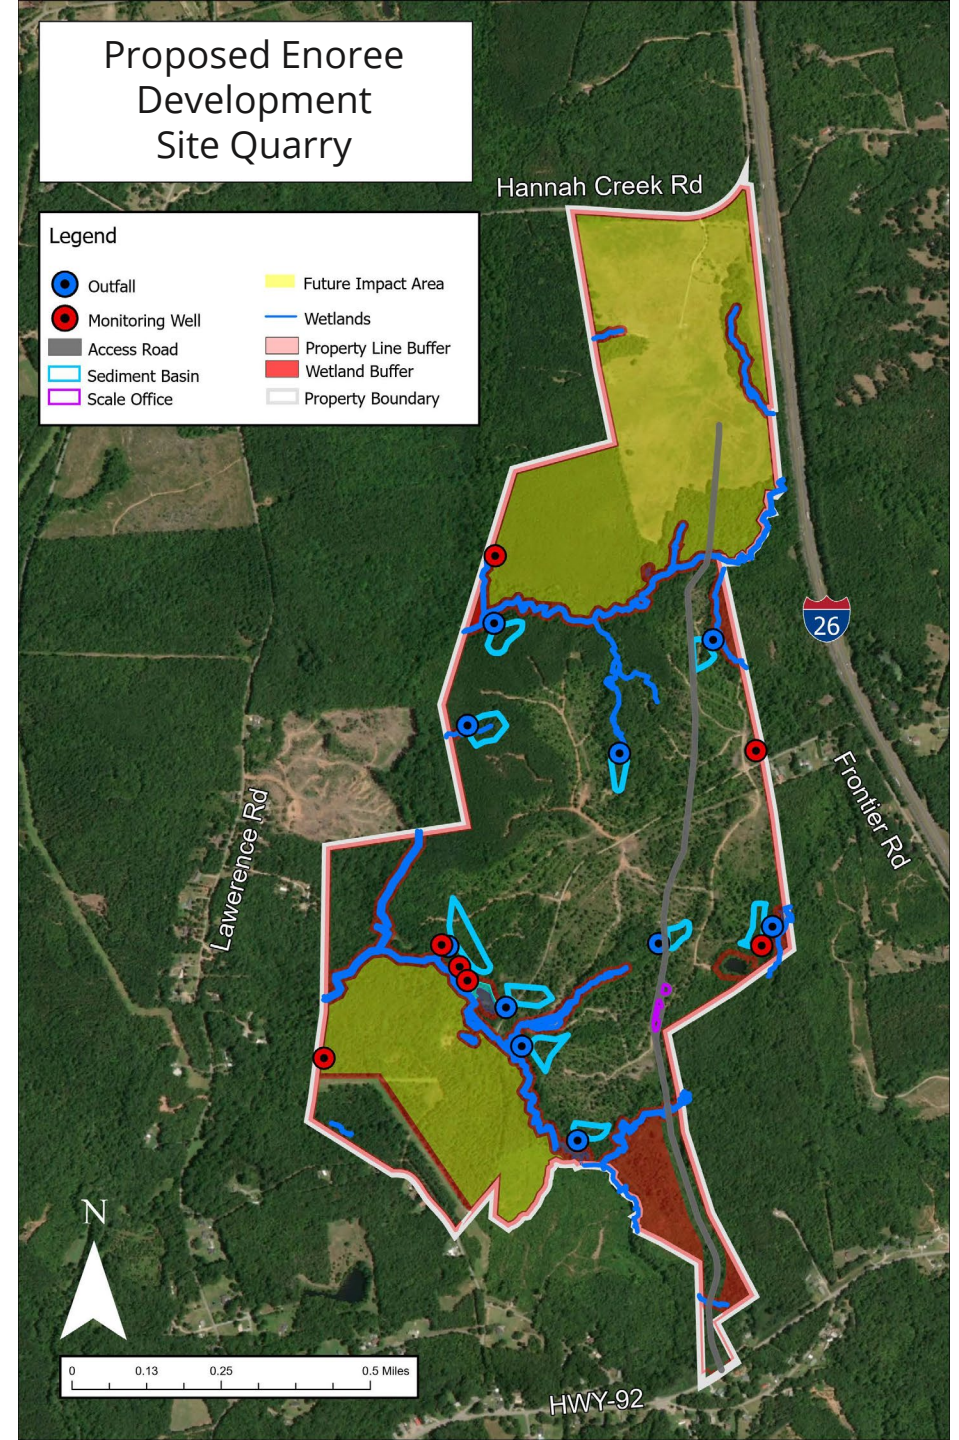 Proposed Enoree
Development
Site Quarry
Hannah Creek Rd
Legend
Outfall
Monitoring Well
Access Road
Sediment Basin
Scale Office
Future Impact Area
Wetlands
Property Line Buffer
Wetland Buffer
Property Boundary
26
Frontier Rd
Lawerence Rd
N
0 0.13 0.25 0.5 Miles
HWY-92